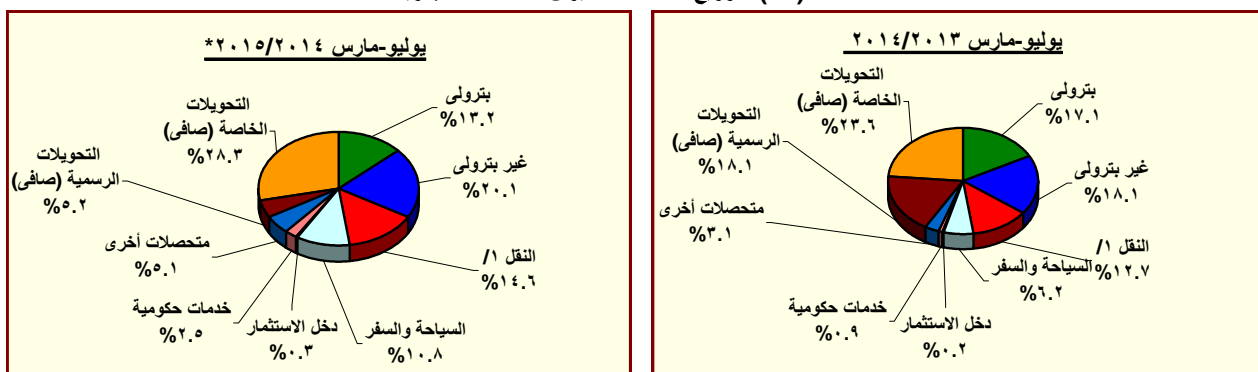 يوليو-مارس ٢٠١٤/٢٠١٣
التحويلات
الخاصة (صافى)
%٢٣.٦
بترولى
%١٧.١
التحويلات
الرسمية (صافى)
%١٨.١
غير بترولى
%١٨.١
متحصلات أخرى
%٣.١
النقل ١/
%١٢.٧
السياحة والسفر
%٦.٢
خدمات حكومية
%٠.٩
دخل الاستثمار
%٠.٢
يوليو-مارس ٢٠١٥/٢٠١٤*
التحويلات
الخاصة (صافى)
%٢٨.٣
بترولى
%١٣.٢
التحويلات
الرسمية (صافى)
%٥.٢
غير بترولى
%٢٠.١
متحصلات أخرى
%٥.١
النقل ١/
%١٤.٦
خدمات حكومية
%٢.٥
دخل الاستثمار
%٠.٣
السياحة والسفر
%١٠.٨